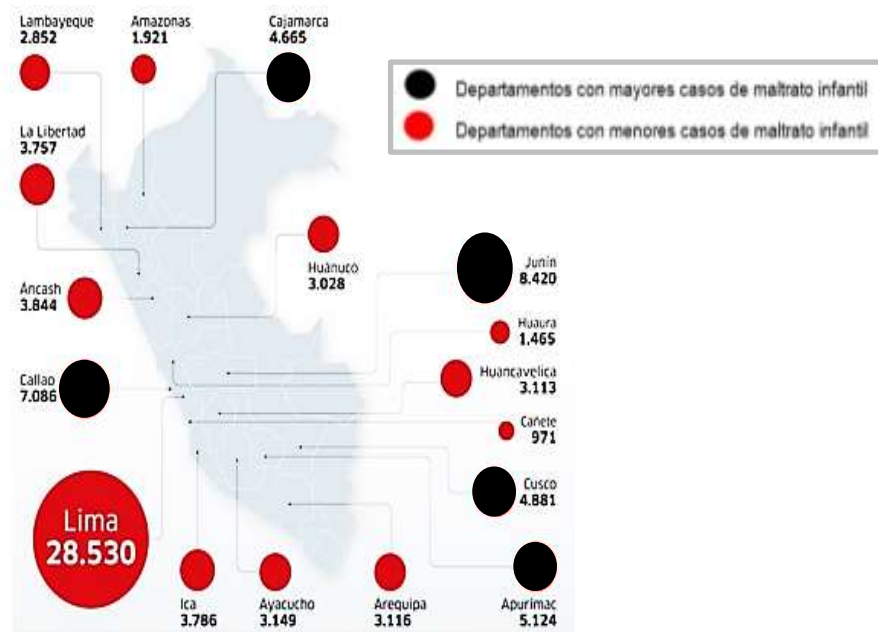 Lambayeque
2.852
Amazonas
1.921
Cajamarca
4.665
Departamentos con mayores casos de maltrato infantil
Departamentos con menores casos de maltrato infantil
La Libertad
3.757
Huánuco
3.028
Junín
8.420
Áncash
3.844
Huaura
1.465
Huancavelica
3.113
Callao
7.086
Cañete
971
Cusco
4.881
Lima
28.530
Ica
3.786
Ayacucho
3.149
Arequipa
3.116
Apurímac
5.124